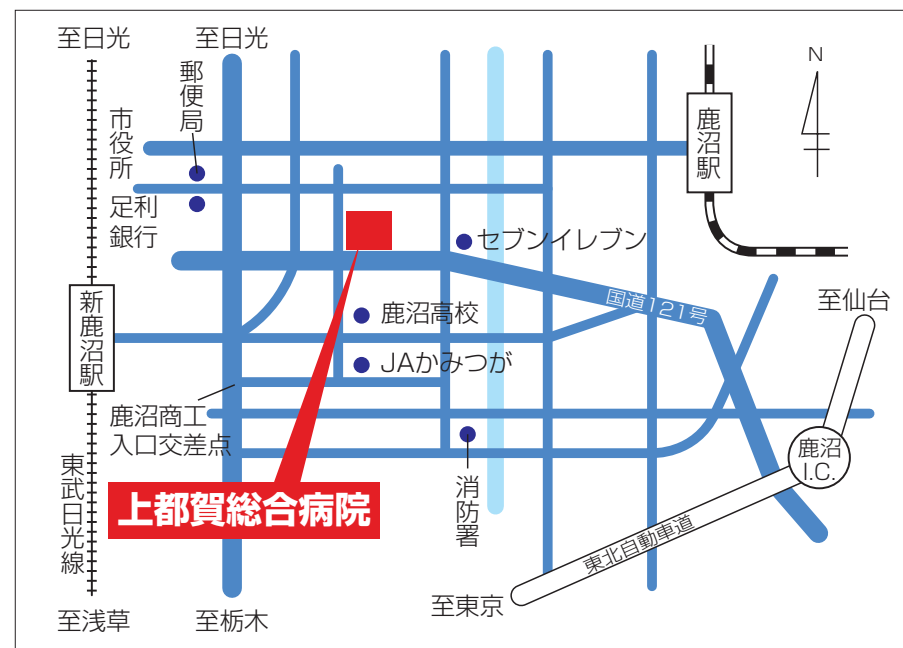 至日光
至日光
郵便局
市役所
足利
銀行
N
鹿沼駅
セブンイレブン
国道121号
至仙台
新鹿沼駅
鹿沼高校
JAかみつが
鹿沼商工
入口交差点
鹿沼
I.C.
上都賀総合病院
消防署
東武日光線
東北自動車道
至東京
至浅草
至栃木